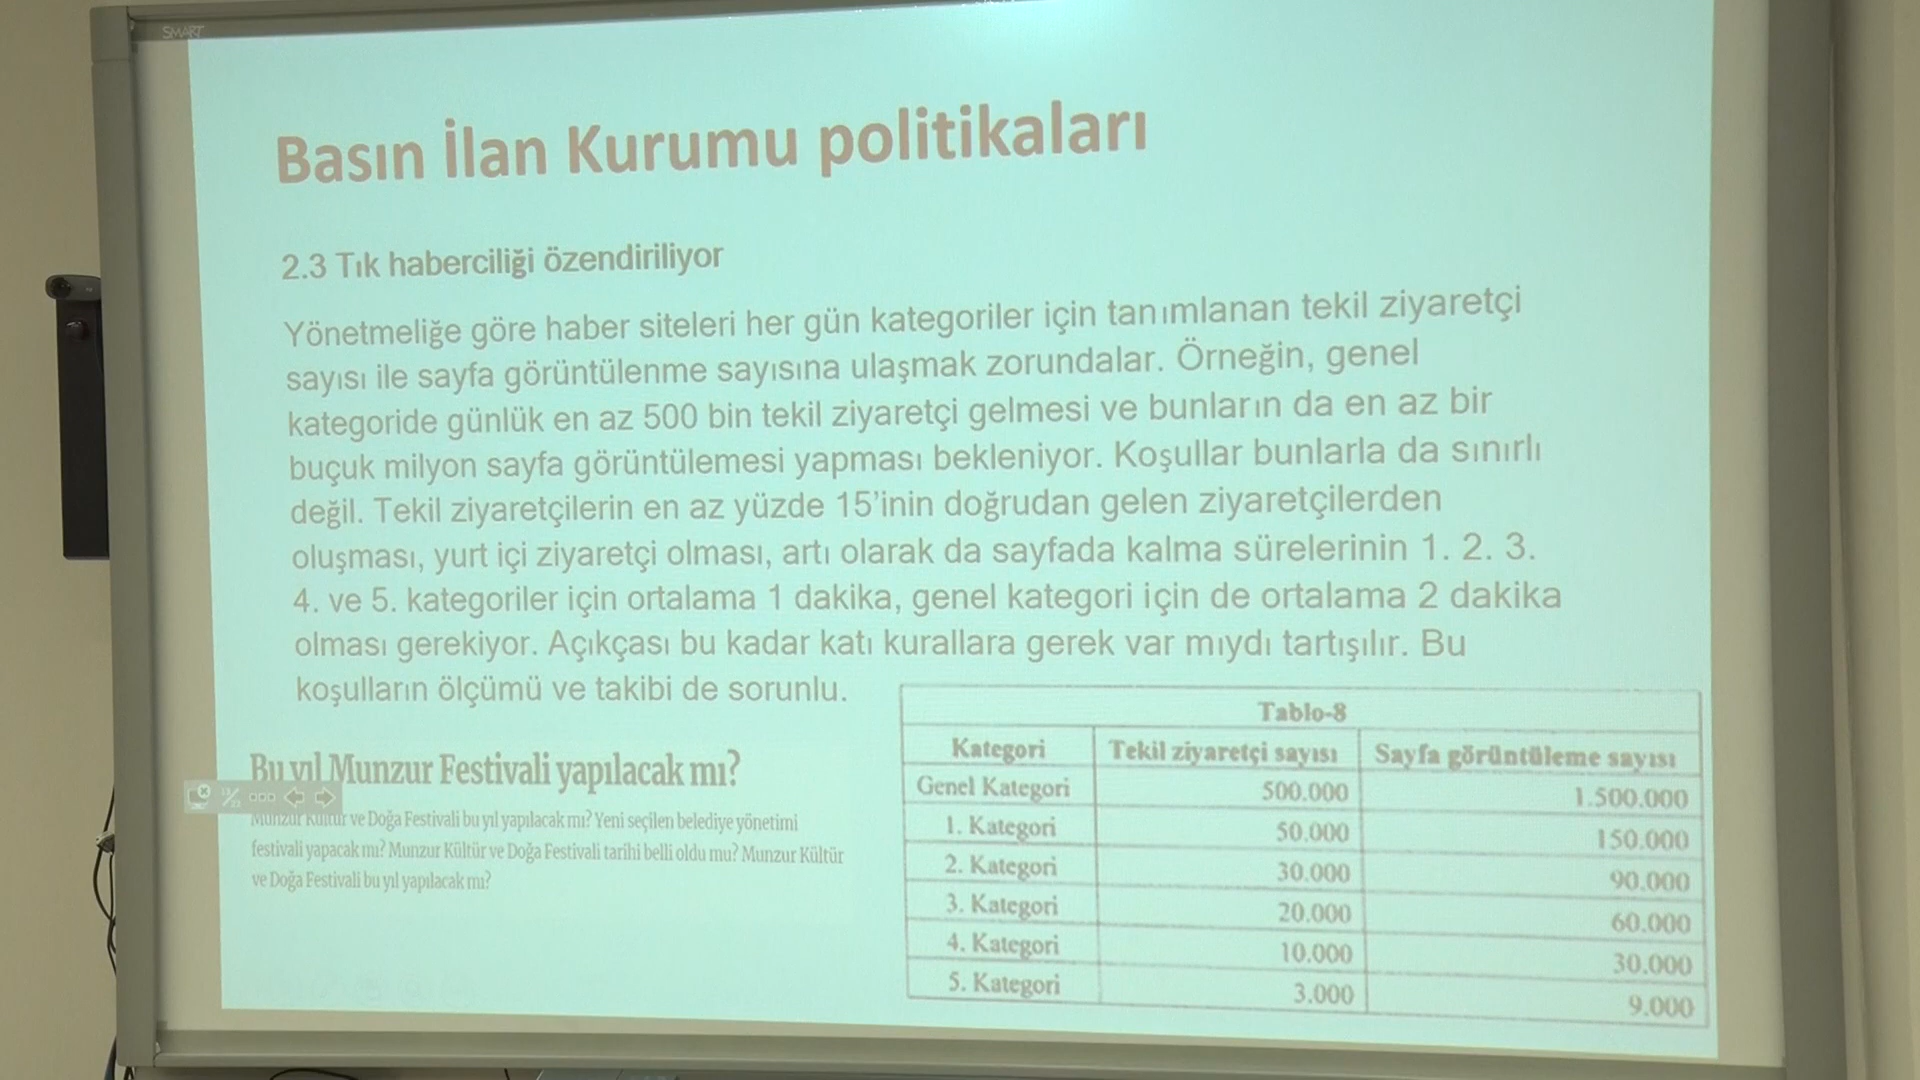 SMART
Basın İlan Kurumu politikaları
2.3 Tık haberciliği özendiriliyor
Yönetmeliğe göre haber siteleri her gün kategoriler için tanımlanan tekil ziyaretçi
sayısı ile sayfa görüntülenme sayısına ulaşmak zorundalar. Örneğin, genel
kategoride günlük en az 500 bin tekil ziyaretçi gelmesi ve bunların da en az bir
buçuk milyon sayfa görüntülemesi yapması bekleniyor. Koşullar bunlarla da sınırlı
değil. Tekil ziyaretçilerin en az yüzde 15’inin doğrudan gelen ziyaretçilerden
oluşması, yurt içi ziyaretçi olması, artı olarak da sayfada kalma sürelerinin 1. 2. 3.
4. ve 5. kategoriler için ortalama 1 dakika, genel kategori için de ortalama 2 dakika
olması gerekiyor. Açıkçası bu kadar katı kurallara gerek var mıydı tartışılır. Bu
koşulların ölçümü ve takibi de sorunlu.
Bu yıl Munzur Festivali yapılacak mı?
Munzur Kültür ve Doğa Festivali bu yıl yapılacak mı? Yeni seçilen belediye yönetimi
festivali yapacak mı? Munzur Kültür ve Doğa Festivali tarihi belli oldu mu? Munzur Kültür
ve Doğa Festivali bu yıl yapılacak mı?
Tablo-8
Kategori Tekil ziyaretçi sayısı Sayfa görüntüleme sayısı
Genel Kategori 500.000 1.500.000
1. Kategori 50.000 150.000
2. Kategori 30.000 90.000
3. Kategori 20.000 60.000
4. Kategori 10.000 30.000
5. Kategori 3.000 9.000